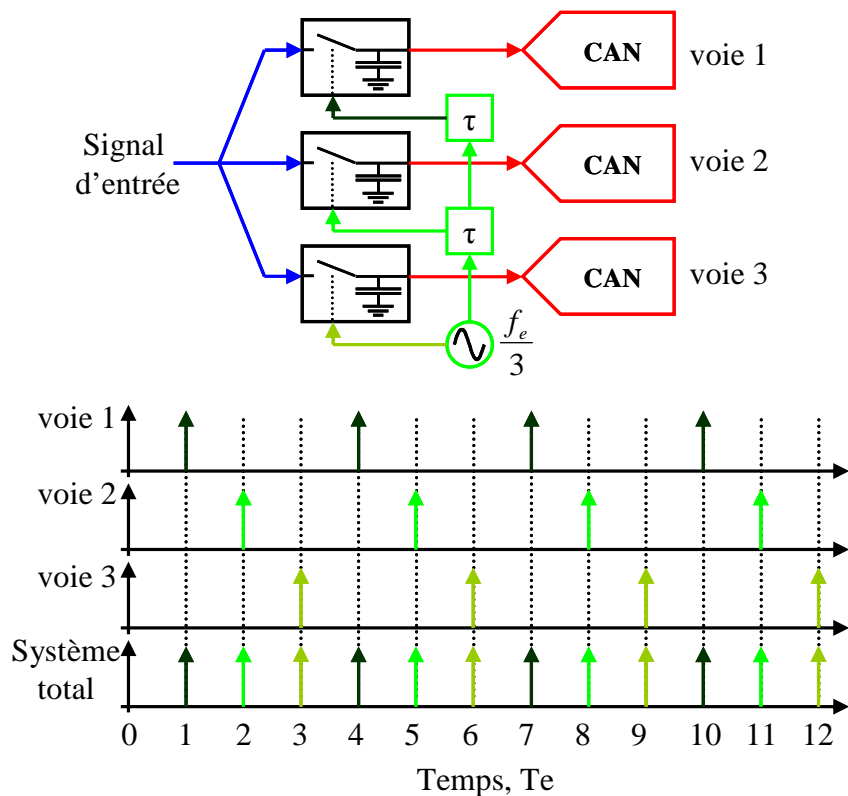 CAN voie 1
τ
Signal
d'entrée
CAN voie 2
τ
CAN voie 3
f_e
3
voie 1
voie 2
voie 3
Système
total
0 1 2 3 4 5 6 7 8 9 10 11 12
Temps, Te